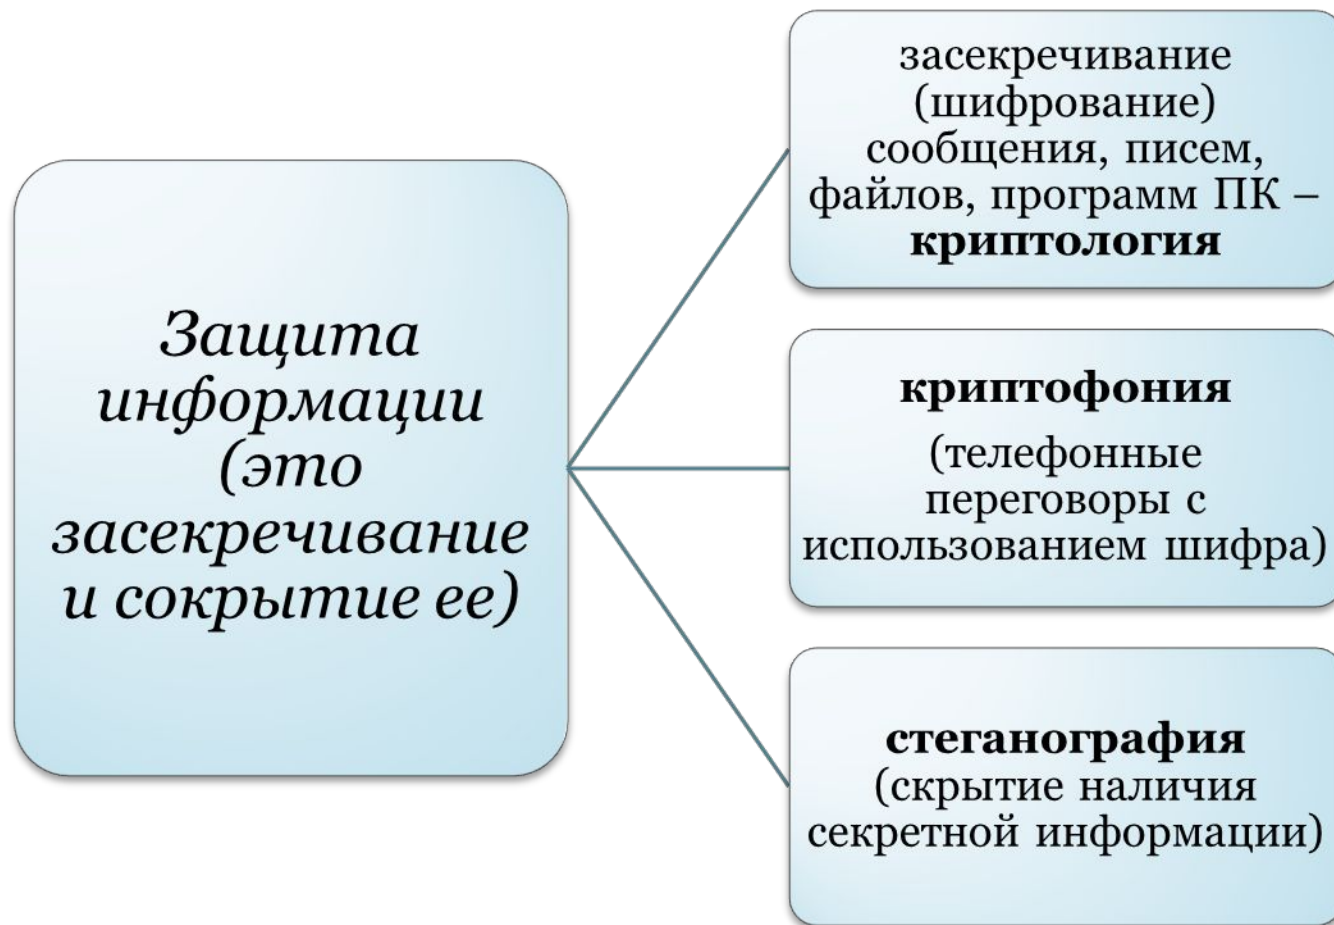 Защита
информации
(это
засекречивание
и сокрытие ее)
засекречивание
(шифрование)
сообщения, писем,
файлов, программ ПК –
криптология
криптофония
(телефонные
переговоры с
использованием шифра)
стеганография
(скрытие наличия
секретной информации)